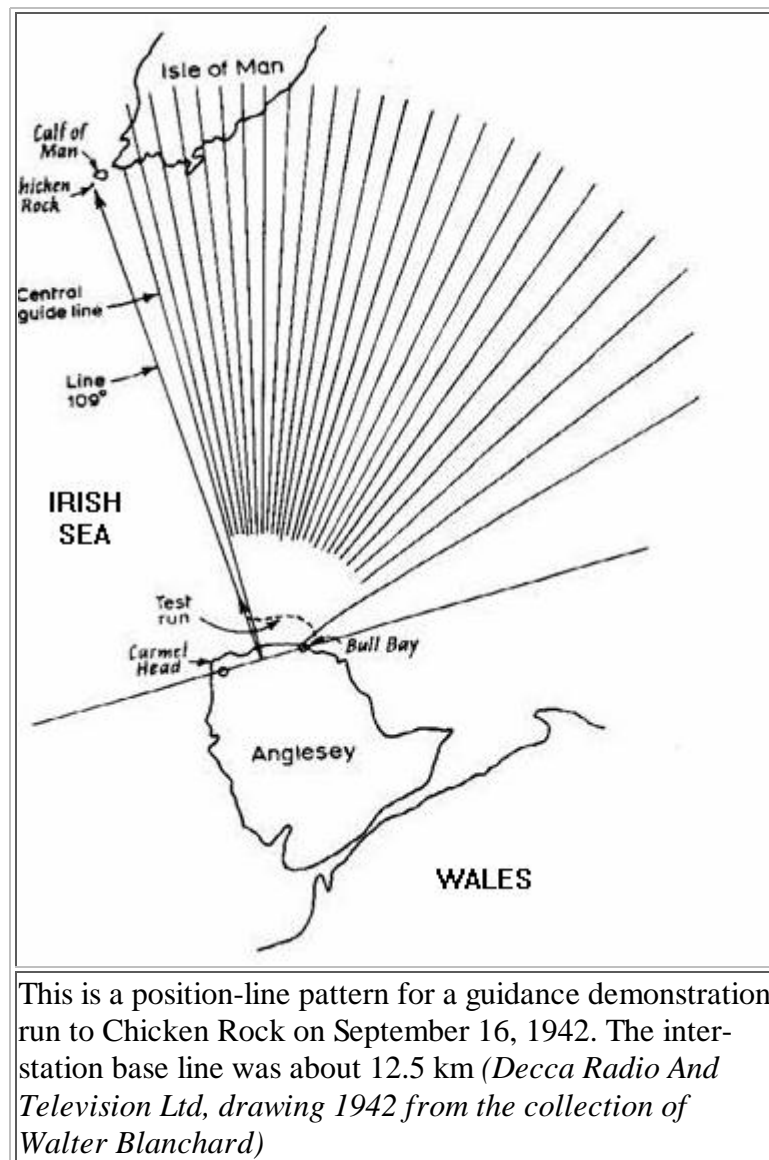 Isle of Man
Calf of
Man
hicken
Rock
Central
guide line
Line
109°
IRISH
SEA
Test
run
Carmel
Head
Bull Bay
Anglesey
WALES
This is a position-line pattern for a guidance demonstration
run to Chicken Rock on September 16, 1942. The inter-
station base line was about 12.5 km (Decca Radio And
Television Ltd, drawing 1942 from the collection of
Walter Blanchard)